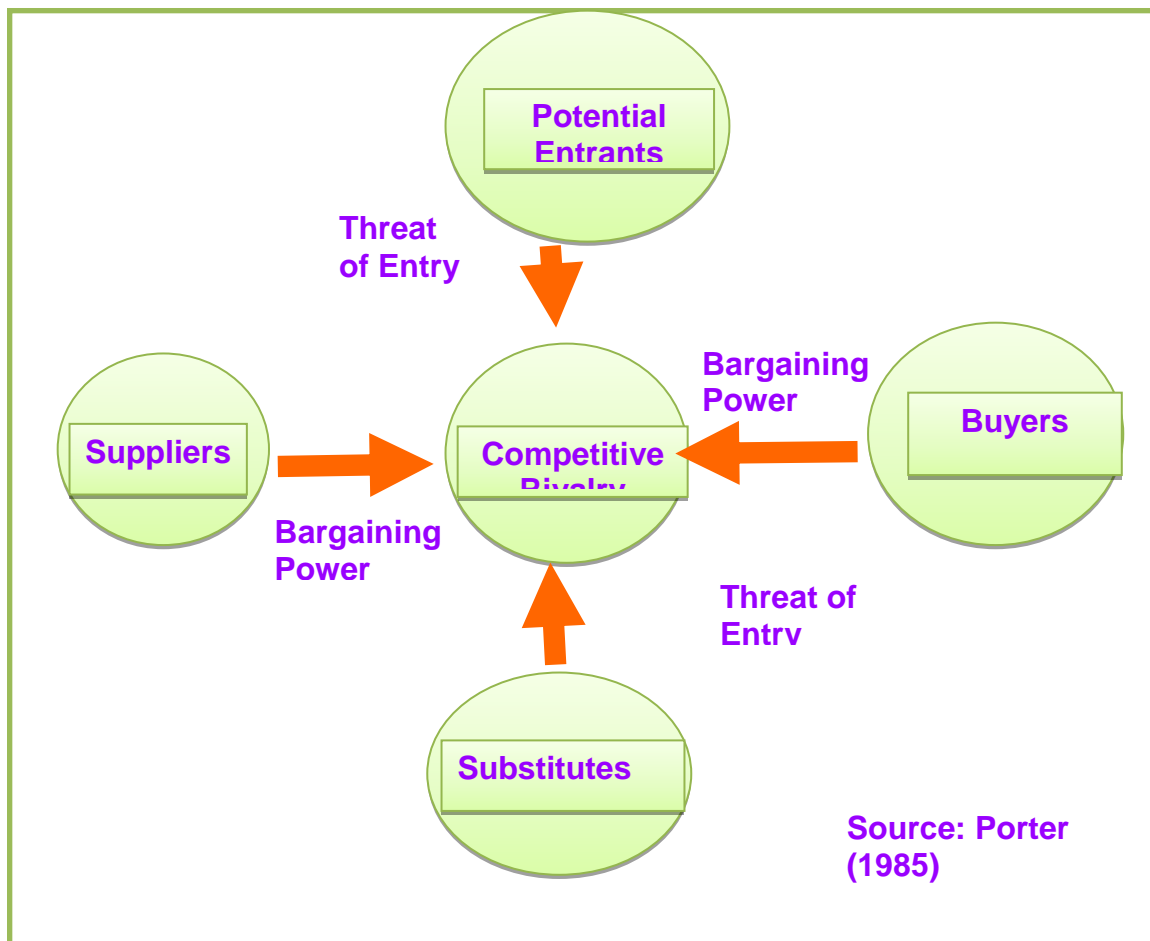 Potential
Entrants
Threat
of Entry
Bargaining
Power
Buyers
Suppliers
Competitive
Rivalry
Bargaining
Power
Threat of
Entry
Substitutes
Source: Porter
(1985)